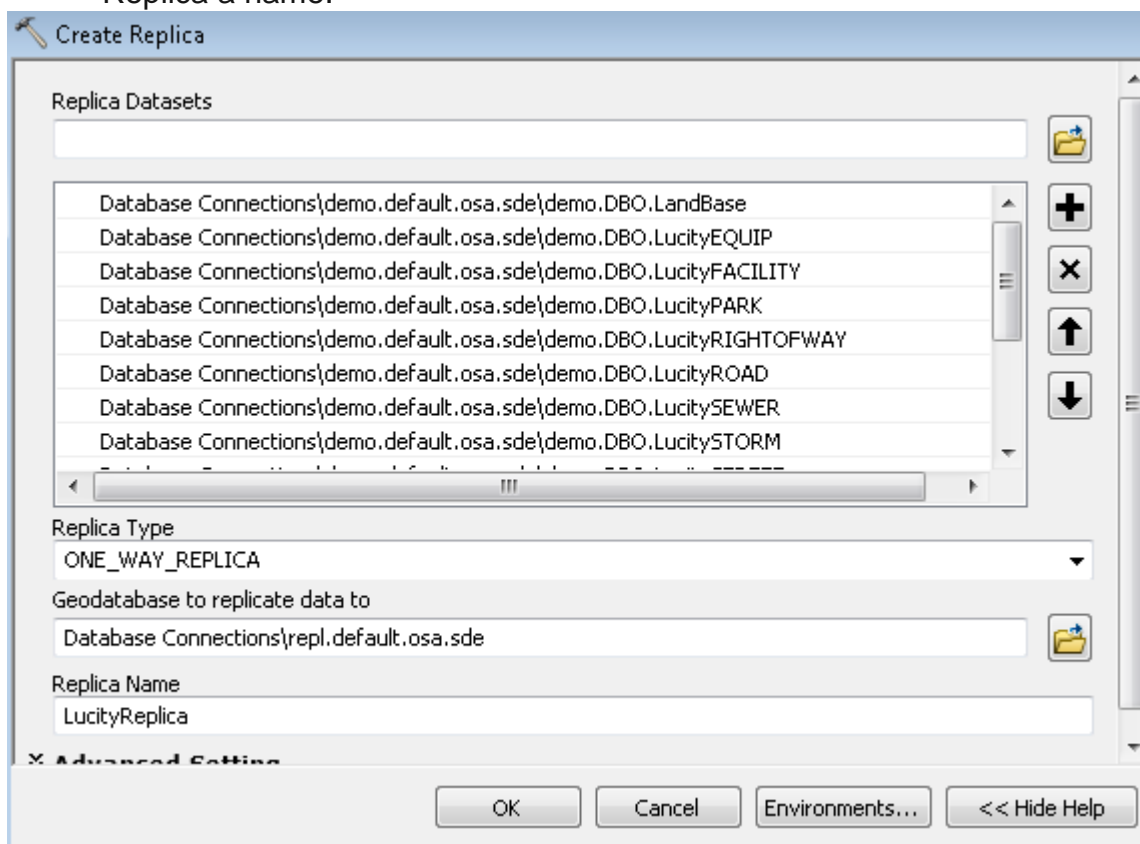 Replica a name.
Create Replica
Replica Datasets
Database Connections\demo.default.osa.sde\demo.DBO.LandBase
Database Connections\demo.default.osa.sde\demo.DBO.LucityEQUIP
Database Connections\demo.default.osa.sde\demo.DBO.LucityFACILITY
Database Connections\demo.default.osa.sde\demo.DBO.LucityPARK
Database Connections\demo.default.osa.sde\demo.DBO.LucityRIGHTOFWAY
Database Connections\demo.default.osa.sde\demo.DBO.LucityROAD
Database Connections\demo.default.osa.sde\demo.DBO.LucitySEWER
Database Connections\demo.default.osa.sde\demo.DBO.LucitySTORM
Replica Type
ONE_WAY_REPLICA
Geodatabase to replicate data to
Database Connections\repl.default.osa.sde
Replica Name
LucityReplica
Advanced Setting
OK Cancel Environments... << Hide Help